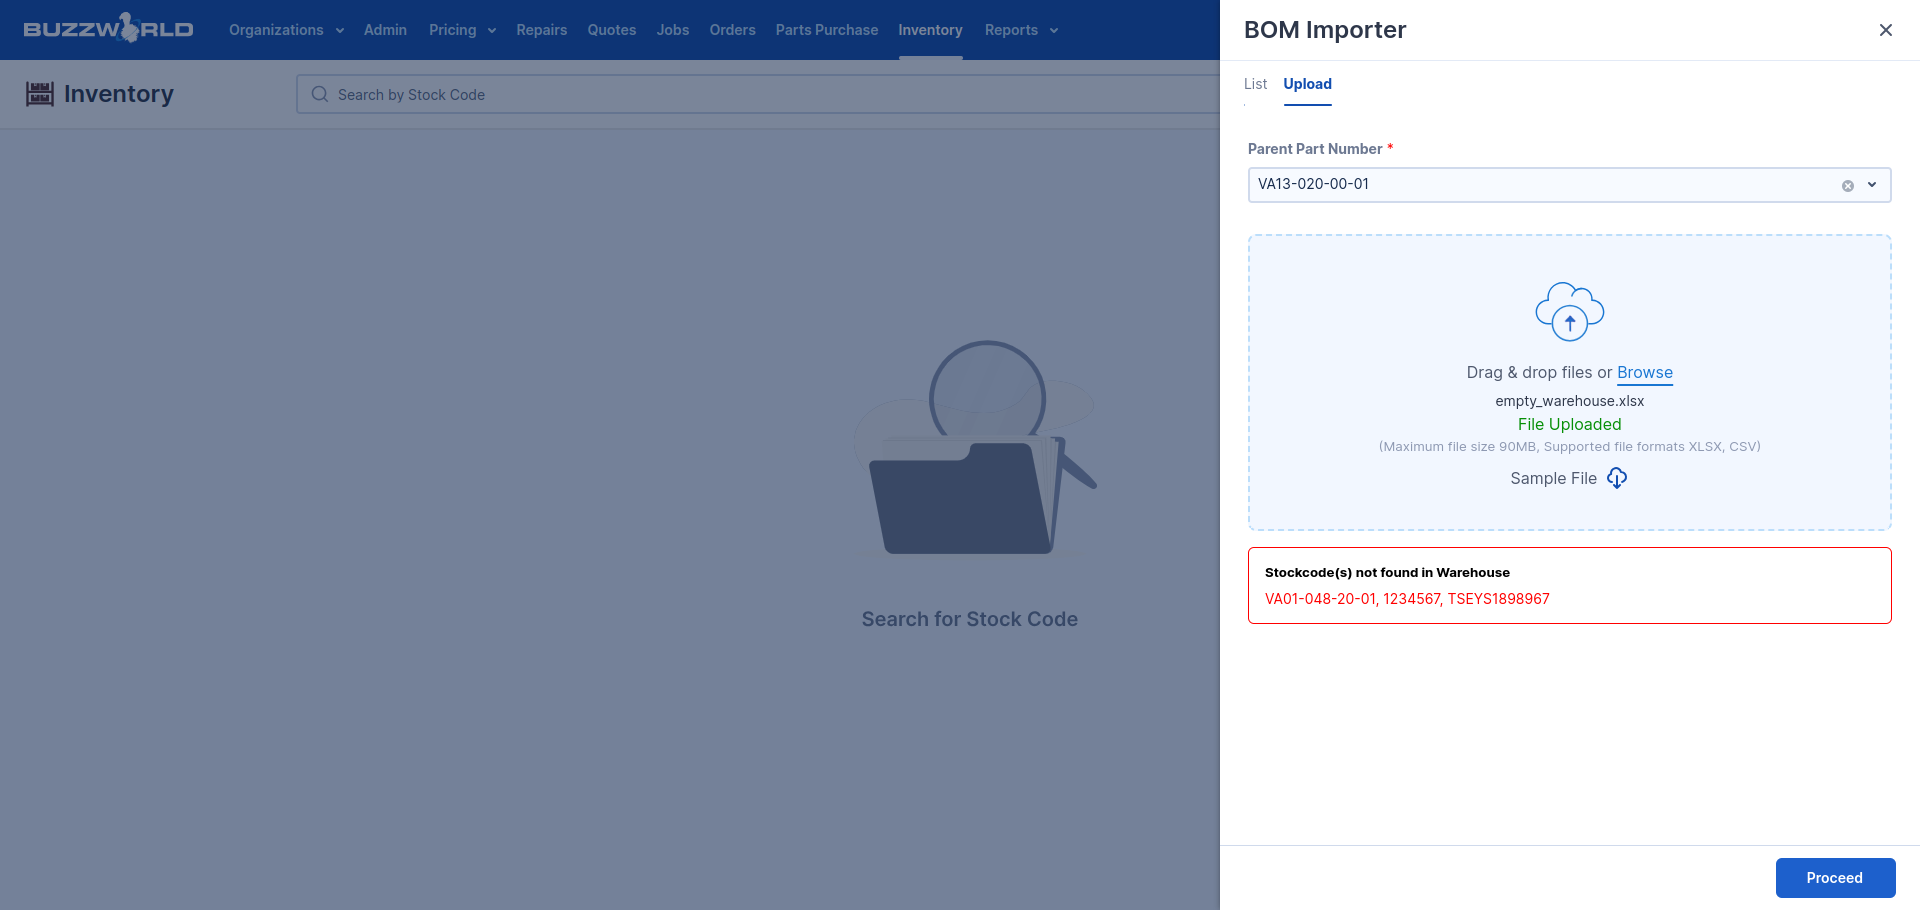 BUZZWORLD Organizations Admin Pricing Repairs Quotes Jobs Orders Parts Purchase Inventory Reports
Inventory
Search by Stock Code
Search for Stock Code
BOM Importer
List Upload
Parent Part Number *
VA13-020-00-01
Drag & drop files or Browse
empty_warehouse.xlsx
File Uploaded
(Maximum file size 90MB, Supported file formats XLSX, CSV)
Sample File
Stockcode(s) not found in Warehouse
VA01-048-20-01, 1234567, TSEYS1898967
Proceed